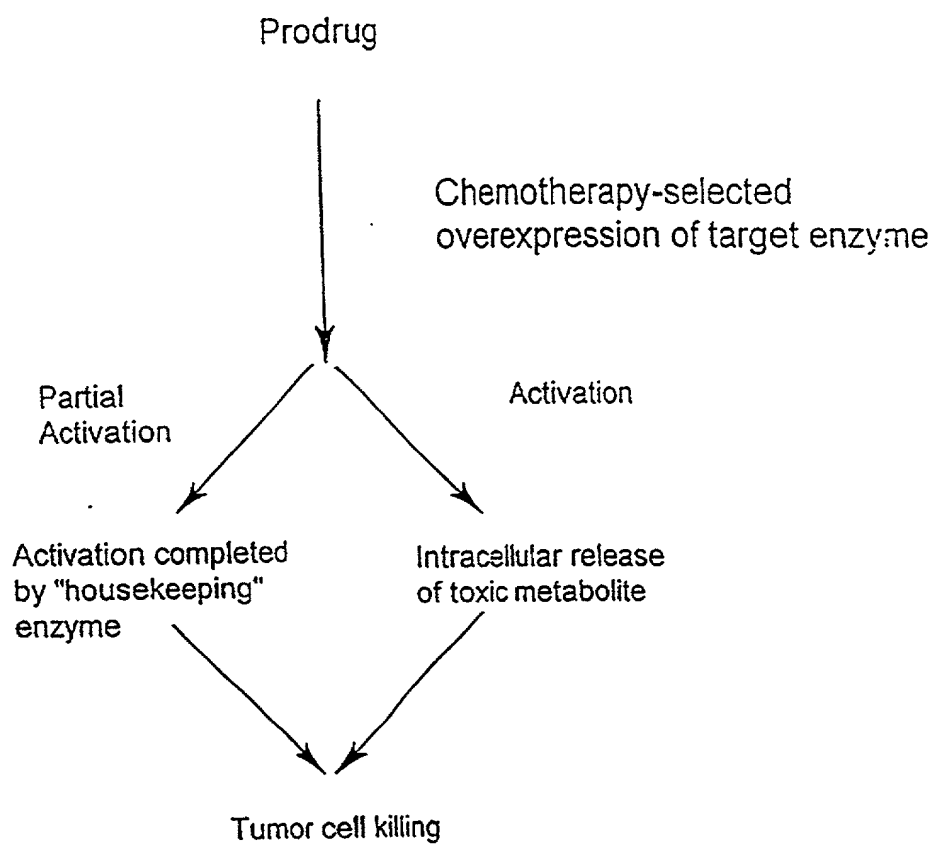 Prodrug
Chemotherapy-selected
overexpression of target enzyme
Partial
Activation
Activation
Activation completed
by "housekeeping"
enzyme
Intracellular release
of toxic metabolite
Tumor cell killing